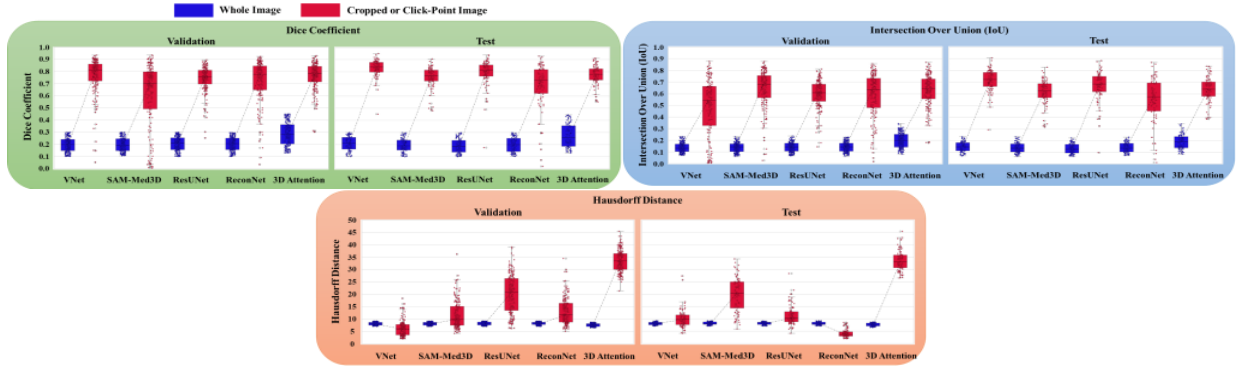 Whole Image Cropped or Click-Point Image
Dice Coefficient
Validation Test
Dice Coefficient
1.0
0.9
0.8
0.7
0.6
0.5
0.4
0.3
0.2
0.1
0.0
VNet SAM-Med3D ResUNet ReconNet 3D Attention VNet SAM-Med3D ResUNet ReconNet 3D Attention
Intersection Over Union (IoU)
Validation Test
Intersection Over Union (IoU)
1.0
0.9
0.8
0.7
0.6
0.5
0.4
0.3
0.2
0.1
0.0
VNet SAM-Med3D ResUNet ReconNet 3D Attention VNet SAM-Med3D ResUNet ReconNet 3D Attention
Hausdorff Distance
Validation Test
Hausdorff Distance
50
45
40
35
30
25
20
15
10
5
0
VNet SAM-Med3D ResUNet ReconNet 3D Attention VNet SAM-Med3D ResUNet ReconNet 3D Attention